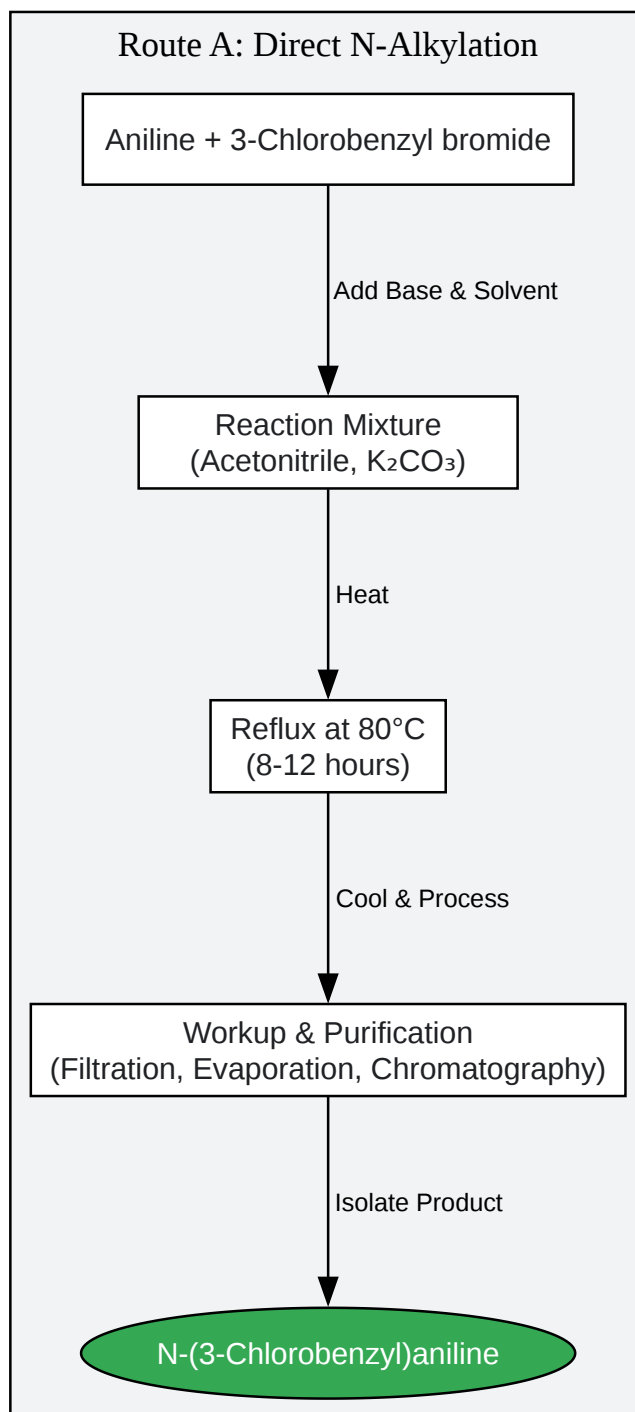 Route A: Direct N-Alkylation
Aniline + 3-Chlorobenzyl bromide
Add Base & Solvent
Reaction Mixture
(Acetonitrile, K₂CO₃)
Heat
Reflux at 80°C
(8-12 hours)
Cool & Process
Workup & Purification
(Filtration, Evaporation, Chromatography)
Isolate Product
N-(3-Chlorobenzyl)aniline